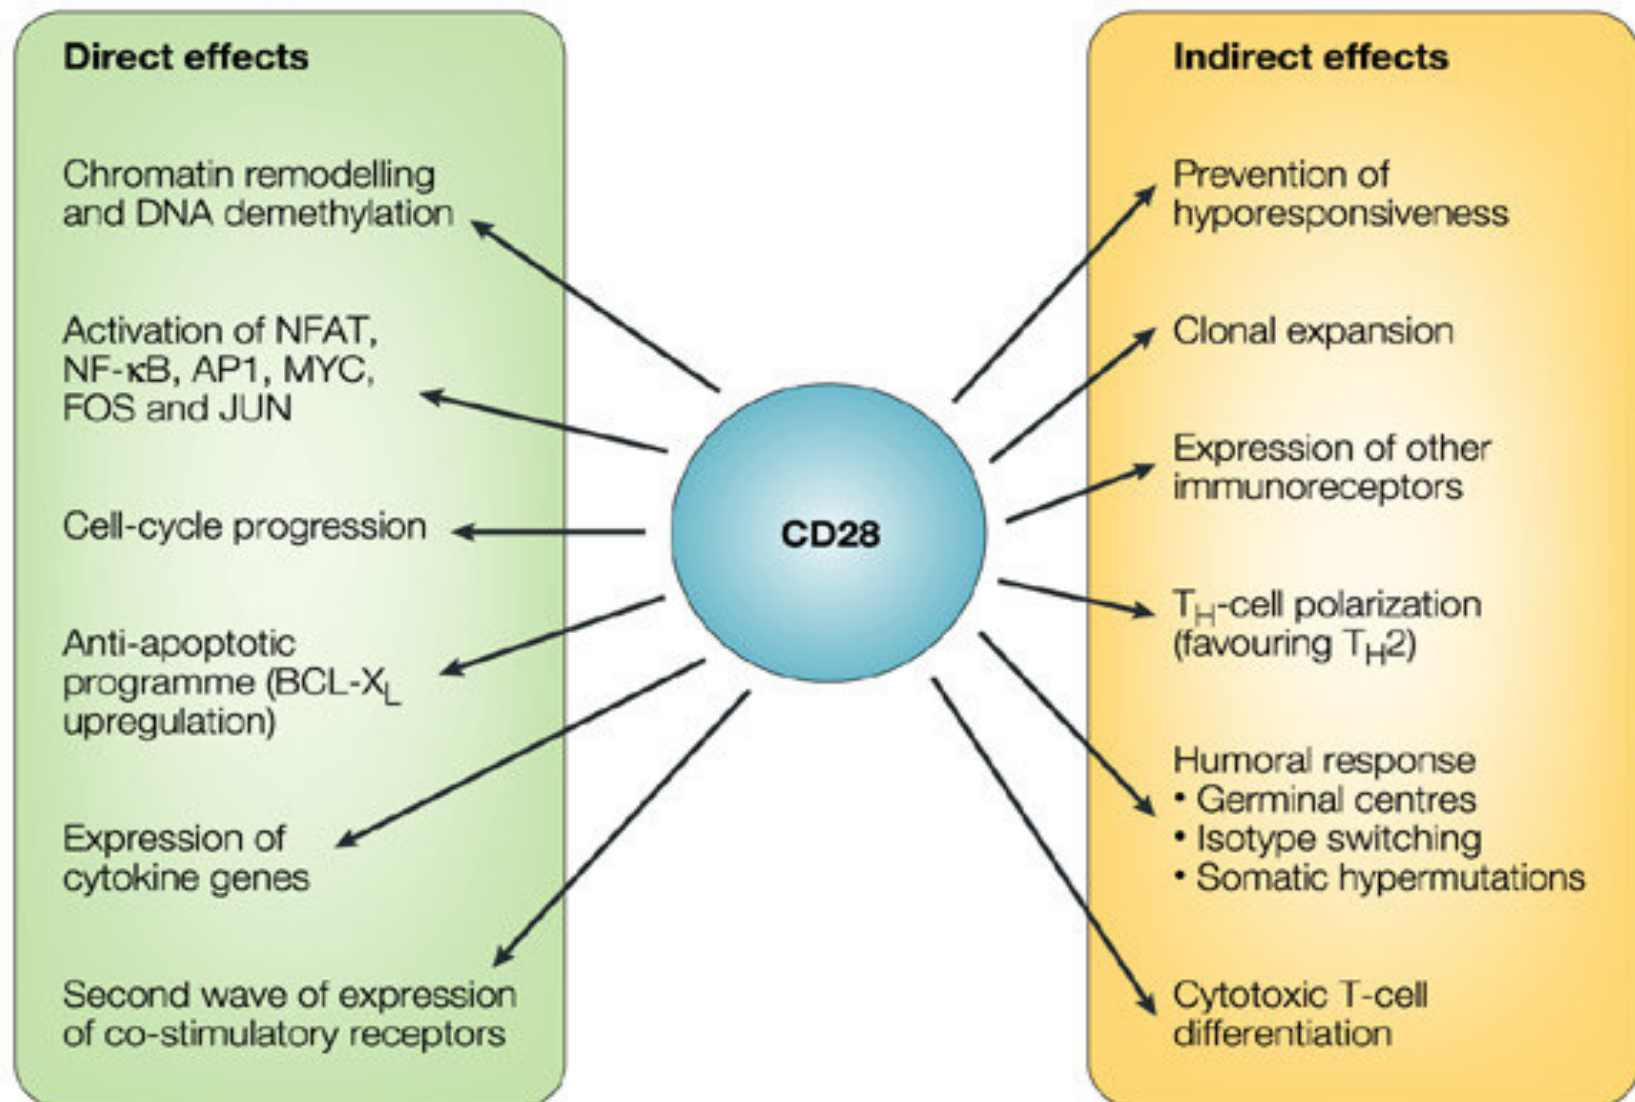 Direct effects
Chromatin remodelling
and DNA demethylation
Activation of NFAT,
NF-κB, AP1, MYC,
FOS and JUN
Cell-cycle progression
Anti-apoptotic
programme (BCL-XL
upregulation)
Expression of
cytokine genes
Second wave of expression
of co-stimulatory receptors
CD28
Indirect effects
Prevention of
hyporesponsiveness
Clonal expansion
Expression of other
immunoreceptors
TH-cell polarization
(favouring TH2)
Humoral response
• Germinal centres
• Isotype switching
• Somatic hypermutations
Cytotoxic T-cell
differentiation